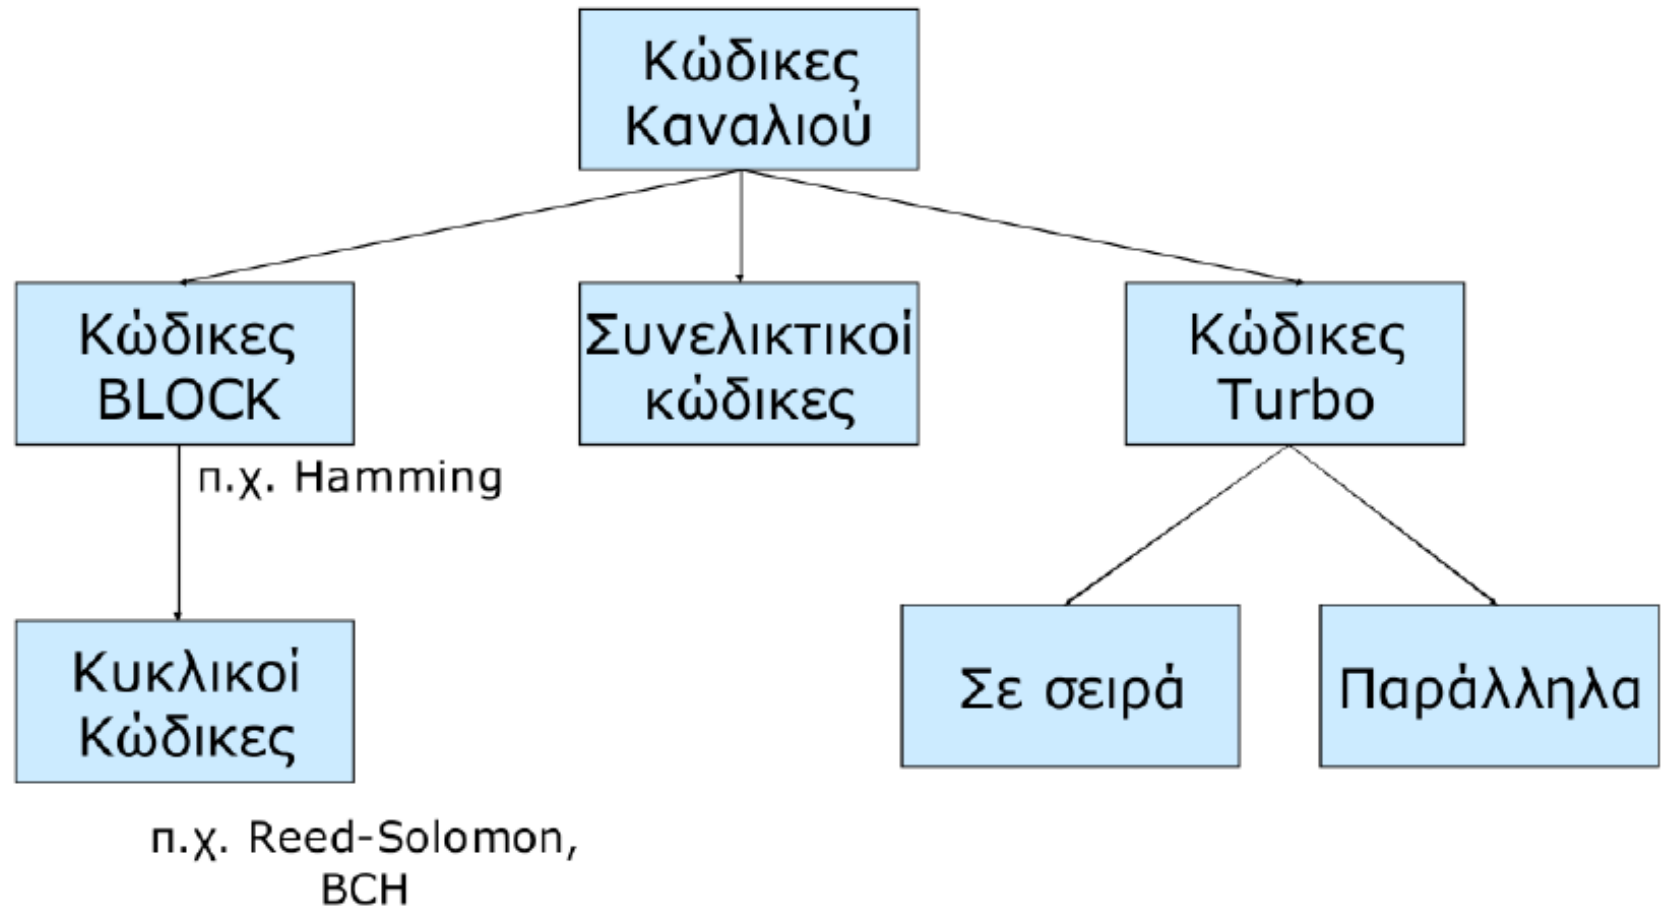 Κώδικες
Καναλιού
Κώδικες
BLOCK
Συνελικτικοί
κώδικες
Κώδικες
Turbo
π.χ. Hamming
Κυκλικοί
Κώδικες
Σε σειρά
Παράλληλα
π.χ. Reed-Solomon,
BCH